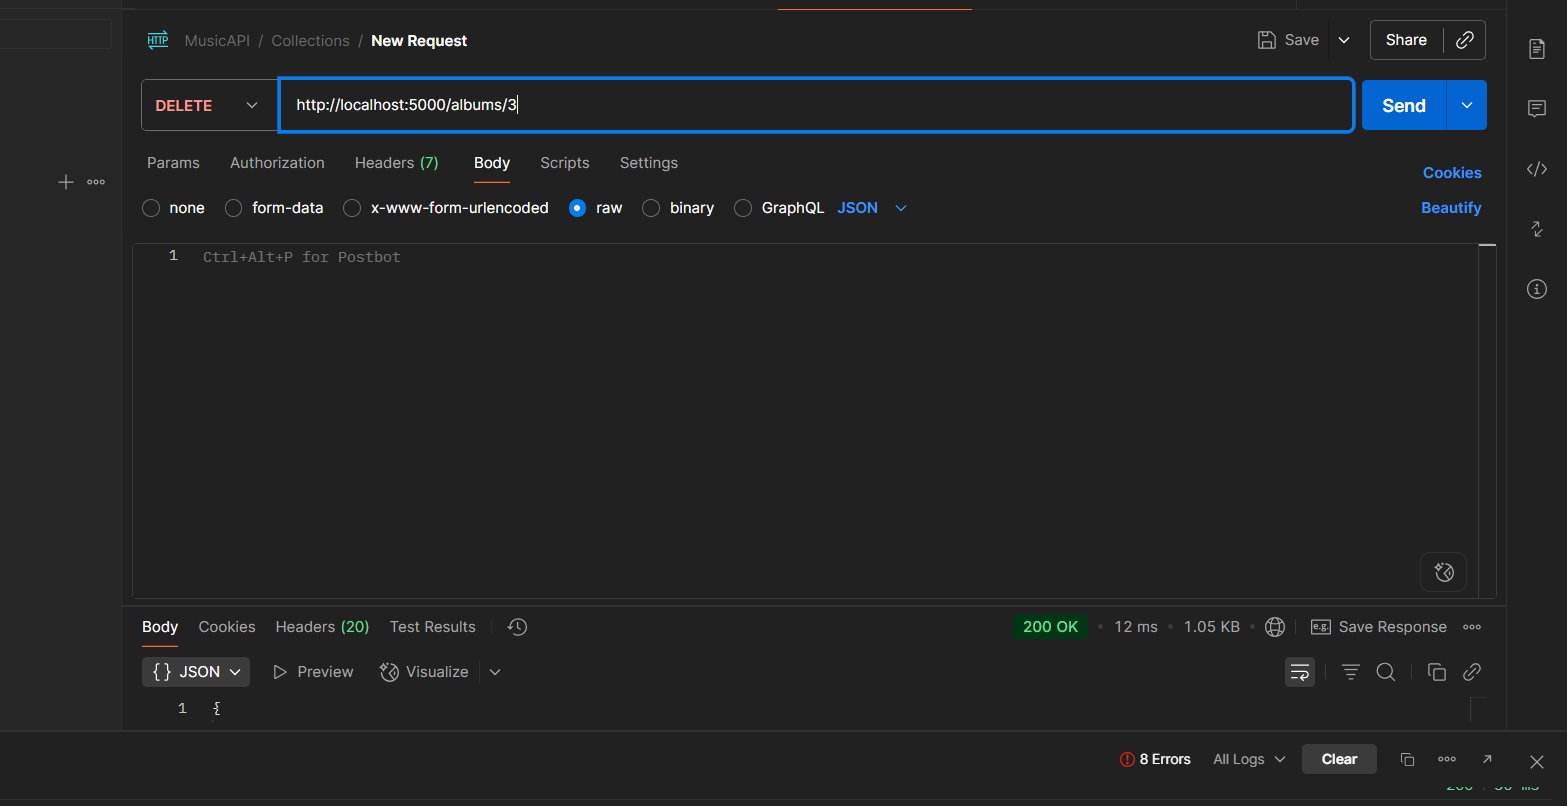 HTTP MusicAPI / Collections / New Request Save Share
DELETE http://localhost:5000/albums/3 Send
Params Authorization Headers (7) Body Scripts Settings Cookies
none form-data x-www-form-urlencoded raw binary GraphQL JSON Beautify
1 Ctrl+Alt+P for Postbot
Body Cookies Headers (20) Test Results 200 OK • 12 ms • 1.05 KB • e.g. Save Response
{} JSON Preview Visualize
1 {
8 Errors All Logs Clear